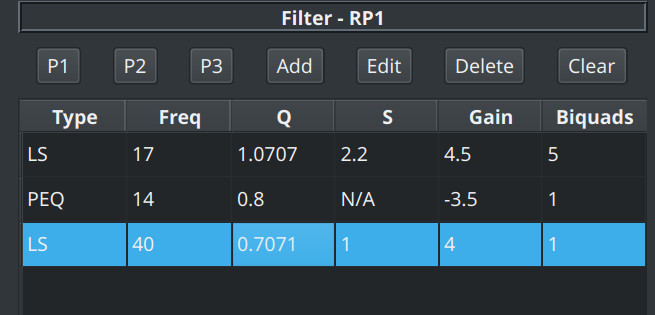 Filter - RP1
P1 P2 P3 Add Edit Delete Clear
Type Freq Q S Gain Biquads
LS 17 1.0707 2.2 4.5 5
PEQ 14 0.8 N/A -3.5 1
LS 40 0.7071 1 4 1